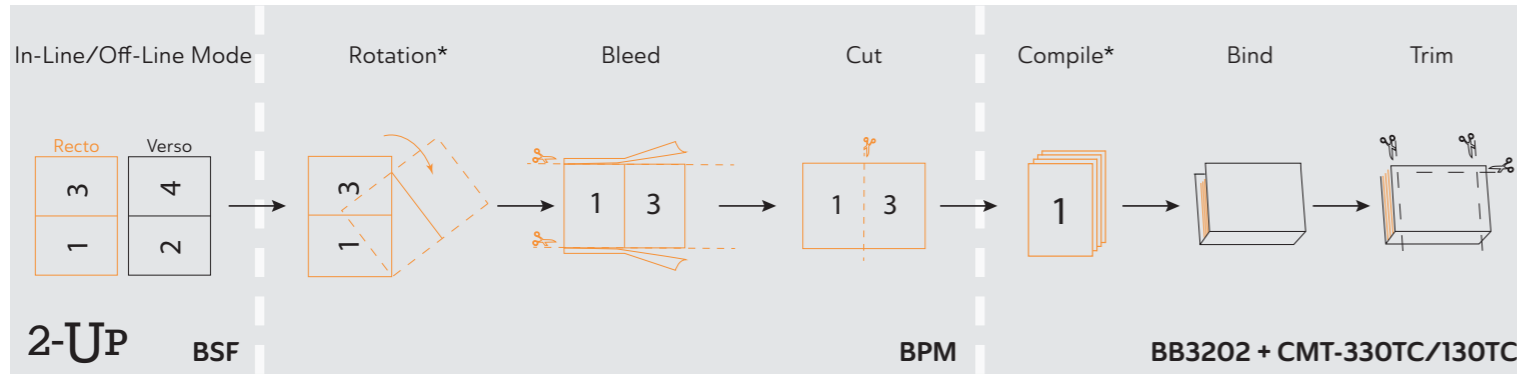 In-Line/Off-Line Mode
Rotation*
Bleed
Cut
Compile*
Bind
Trim
Recto
Verso
3
4
1
2
3
1
1 3
1 3
1
2-UP
BSF
BPM
BB3202 + CMT-330TC/130TC